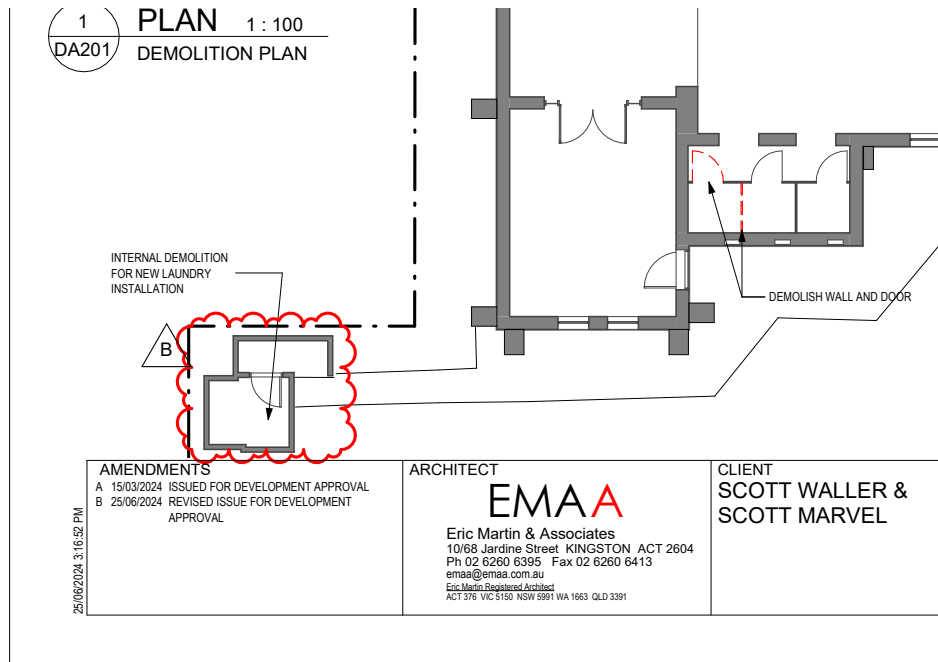 1
DA201
PLAN 1 : 100
DEMOLITION PLAN
INTERNAL DEMOLITION
FOR NEW LAUNDRY
INSTALLATION
B
DEMOLISH WALL AND DOOR
25/06/2024 3:16:52 PM
AMENDMENTS
A 15/03/2024 ISSUED FOR DEVELOPMENT APPROVAL
B 25/06/2024 REVISED ISSUE FOR DEVELOPMENT
APPROVAL
ARCHITECT
EMAA
Eric Martin & Associates
10/68 Jardine Street KINGSTON ACT 2604
Ph 02 6260 6395 Fax 02 6260 6413
emaa@emaa.com.au
Eric Martin Registered Architect
ACT 376 VIC 5150 NSW 5991 WA 1663 QLD 3391
CLIENT
SCOTT WALLER &
SCOTT MARVEL